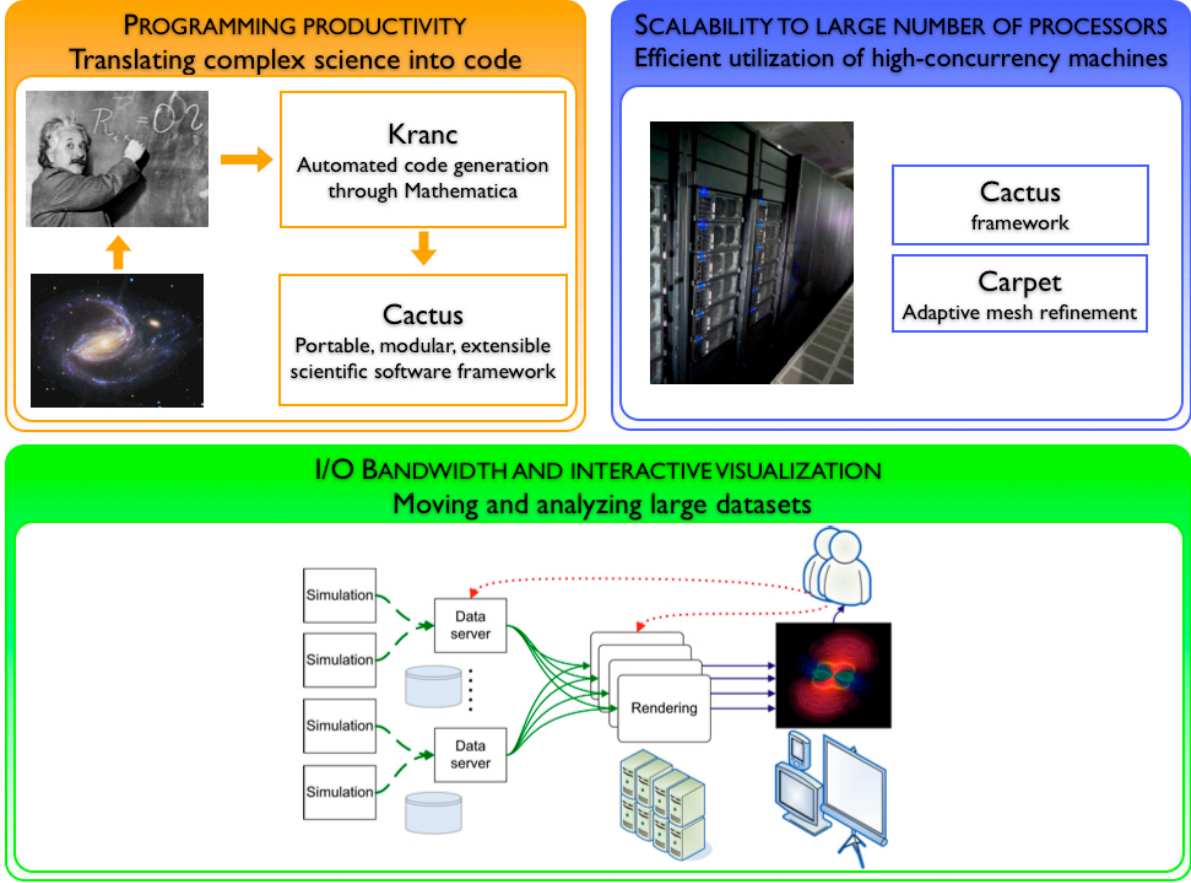 PROGRAMMING PRODUCTIVITY
Translating complex science into code
Kranc
Automated code generation
through Mathematica
Cactus
Portable, modular, extensible
scientific software framework
SCALABILITY TO LARGE NUMBER OF PROCESSORS
Efficient utilization of high-concurrency machines
Cactus
framework
Carpet
Adaptive mesh refinement
I/O BANDWIDTH AND INTERACTIVE VISUALIZATION
Moving and analyzing large datasets
Simulation
Simulation
Simulation
Simulation
Data
server
Data
server
Rendering